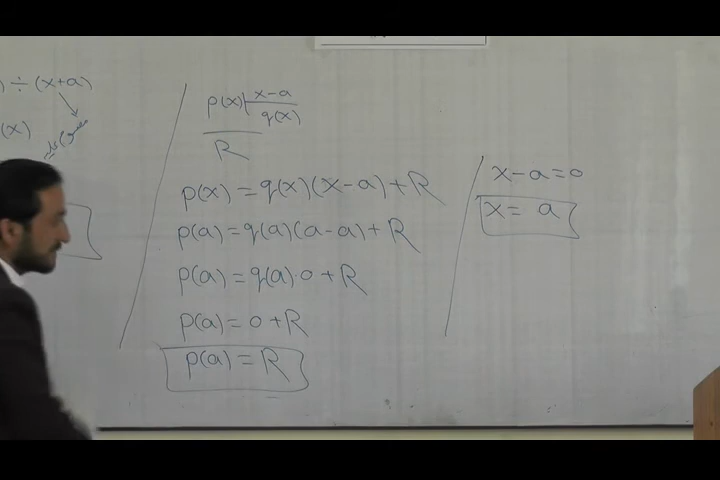 ) ÷ (x+a)
(x)
p(x) | x-a
q(x)
R
p(x) = q(x)(x-a) + R
p(a) = q(a)(a-a) + R
p(a) = q(a)·0 + R
p(a) = 0 + R
p(a) = R
x-a=0
x= a